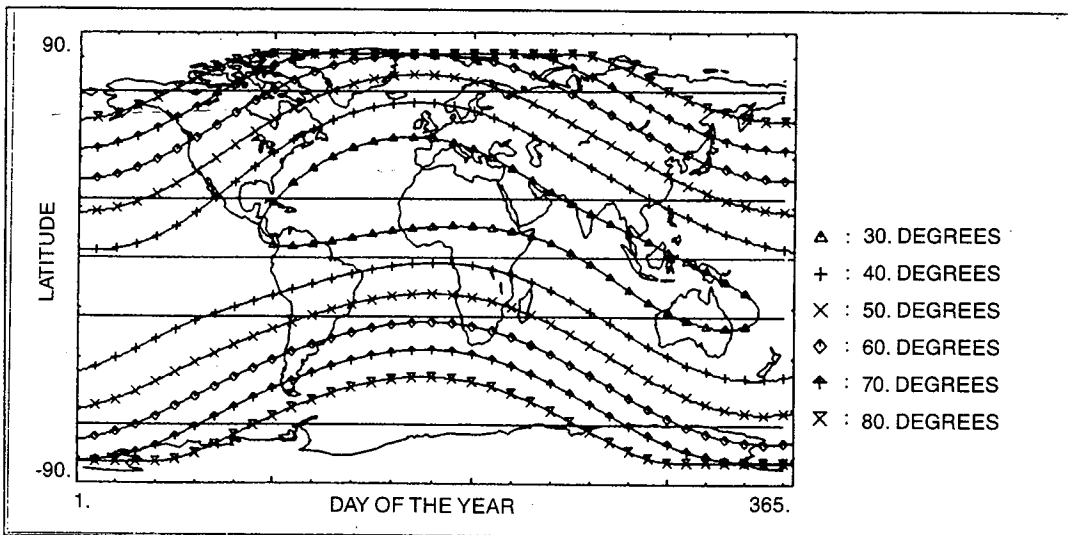 90.
LATITUDE
-90.
1.
DAY OF THE YEAR
365.
: 30. DEGREES
: 40. DEGREES
: 50. DEGREES
: 60. DEGREES
: 70. DEGREES
: 80. DEGREES